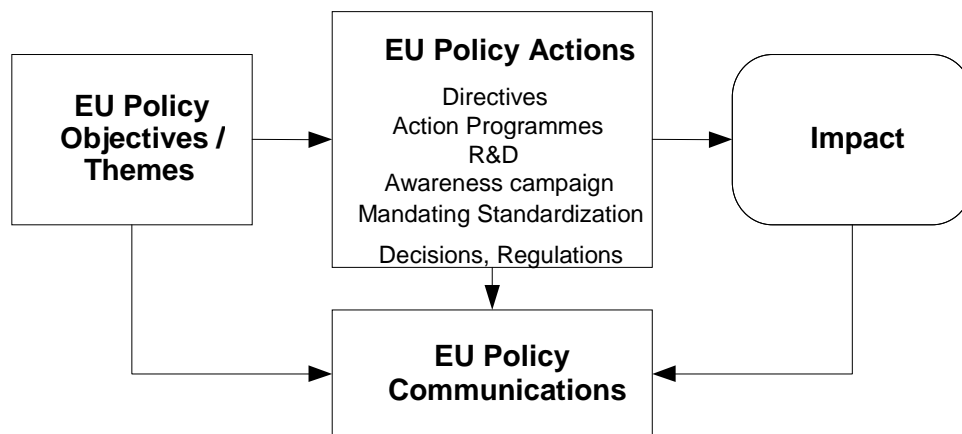 EU Policy
Objectives /
Themes
EU Policy Actions
Directives
Action Programmes
R&D
Awareness campaign
Mandating Standardization
Decisions, Regulations
Impact
EU Policy
Communications